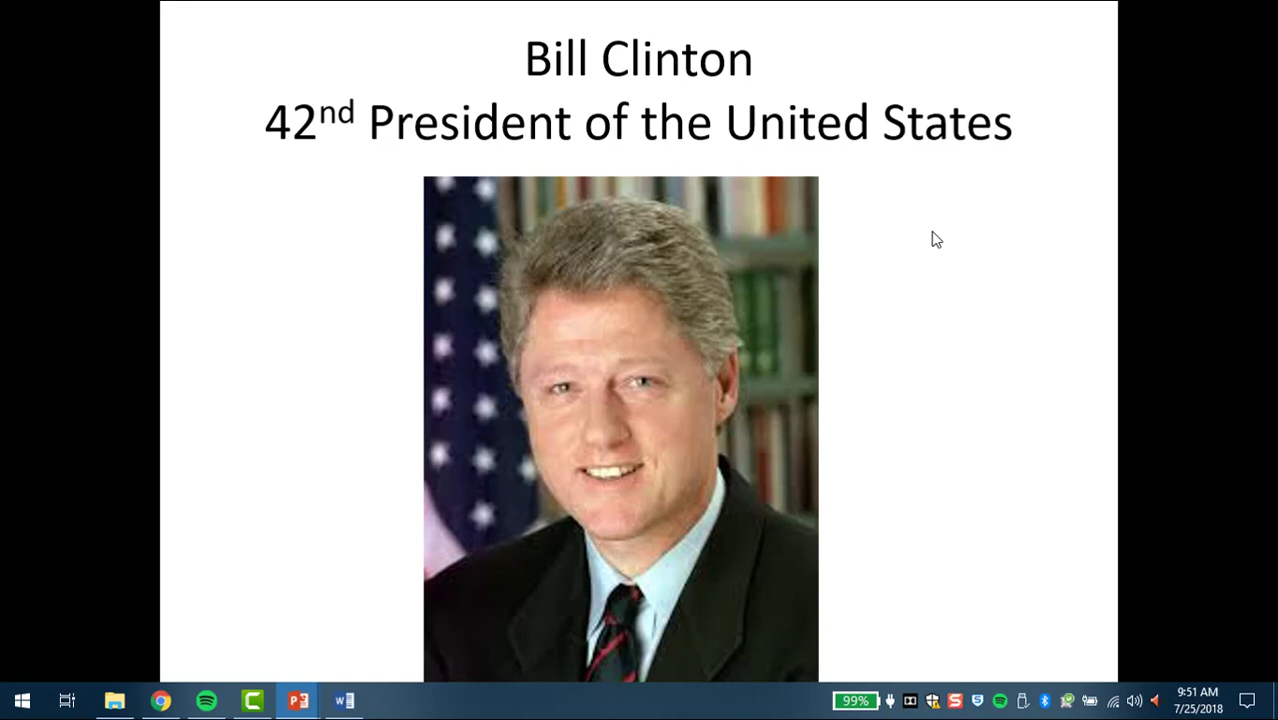 Bill Clinton
42nd President of the United States
99%
9:51 AM
7/25/2018